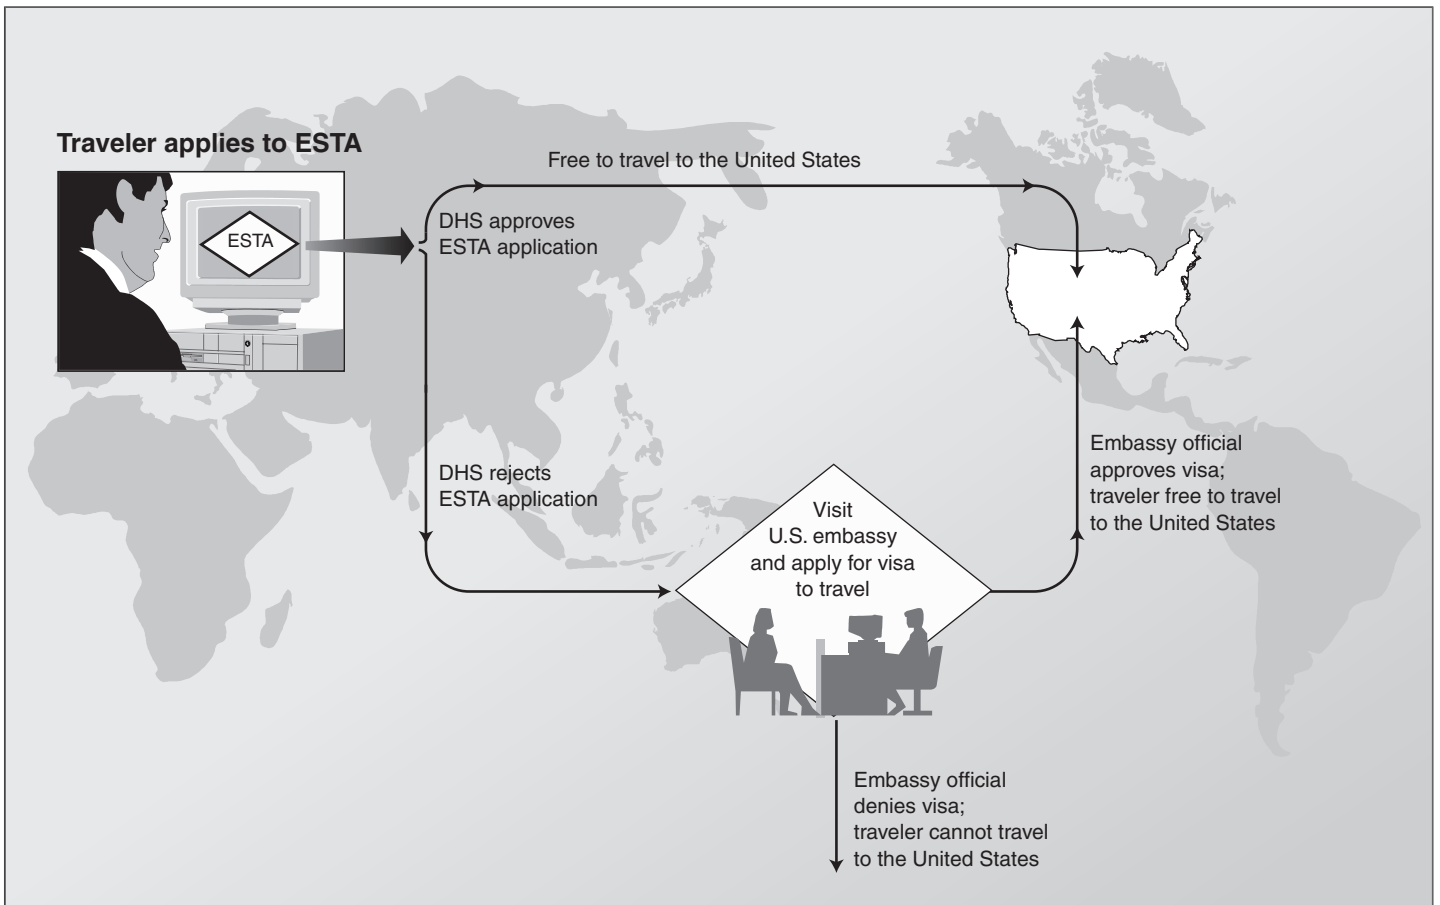 Traveler applies to ESTA
ESTA
Free to travel to the United States
DHS approves
ESTA application
DHS rejects
ESTA application
Visit
U.S. embassy
and apply for visa
to travel
Embassy official
approves visa;
traveler free to travel
to the United States
Embassy official
denies visa;
traveler cannot travel
to the United States